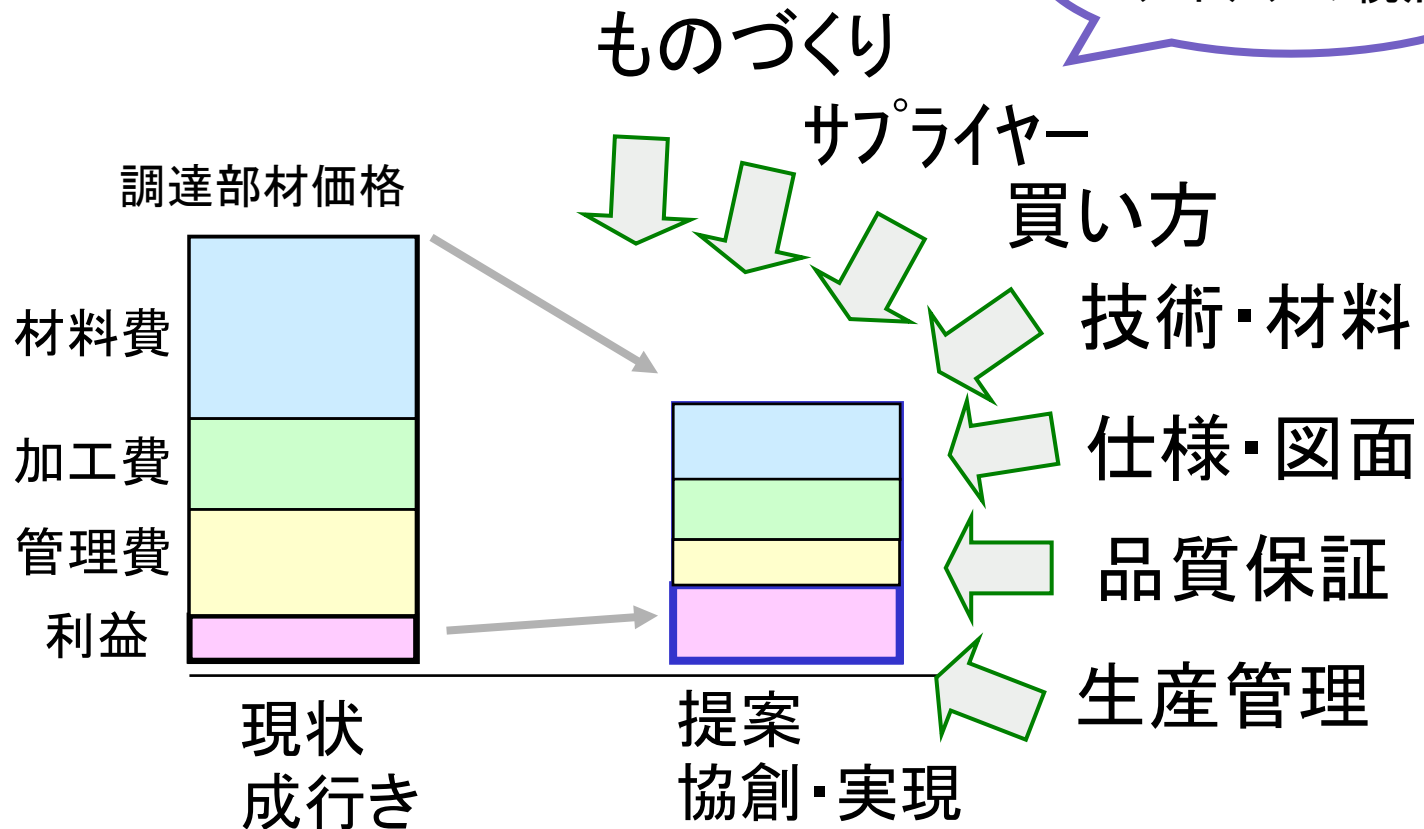 ものづくり
サプライヤー
調達部材価格
買い方
材料費
技術・材料
加工費
仕様・図面
管理費
品質保証
利益
生産管理
現状
成行き
提案
協創・実現